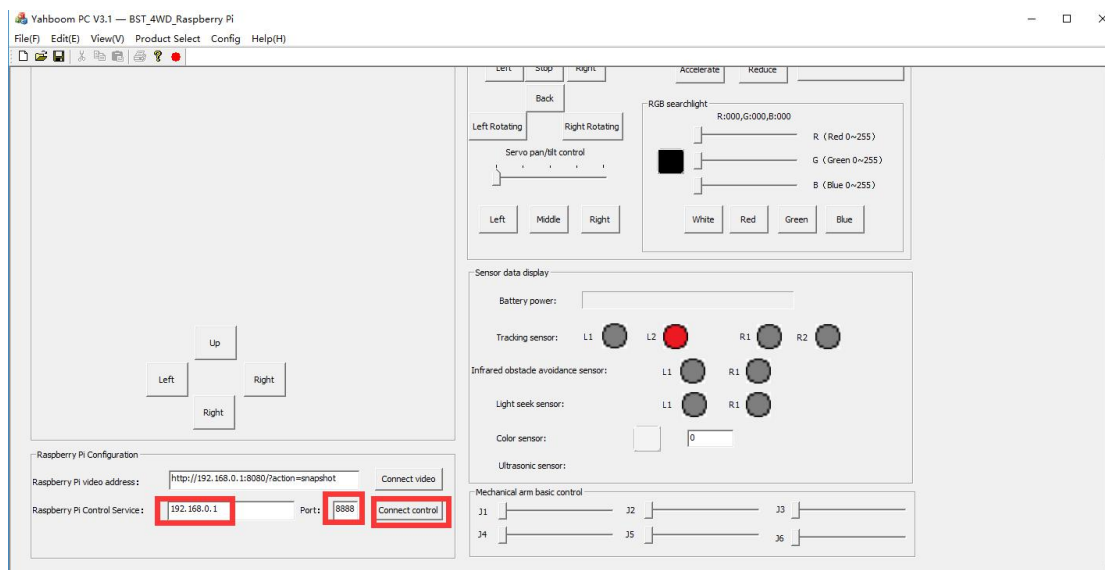 Yahboom PC V3.1 — BST_4WD_Raspberry Pi
File(F) Edit(E) View(V) Product Select Config Help(H)
Left Stop Right
Back
Left Rotating Right Rotating
Servo pan/tilt control
Left Middle Right
Accelerate Reduce
RGB searchlight
R:000,G:000,B:000
R (Red 0~255)
G (Green 0~255)
B (Blue 0~255)
White Red Green Blue
Sensor data display
Battery power:
Tracking sensor: L1 L2 R1 R2
Infrared obstacle avoidance sensor: L1 R1
Light seek sensor: L1 R1
Color sensor: 0
Ultrasonic sensor:
Up
Left Right
Right
Raspberry Pi Configuration
Raspberry Pi video address: http://192.168.0.1:8080/?action=snapshot Connect video
Raspberry Pi Control Service: 192.168.0.1 Port: 8888 Connect control
Mechanical arm basic control
J1 J2 J3
J4 J5 J6